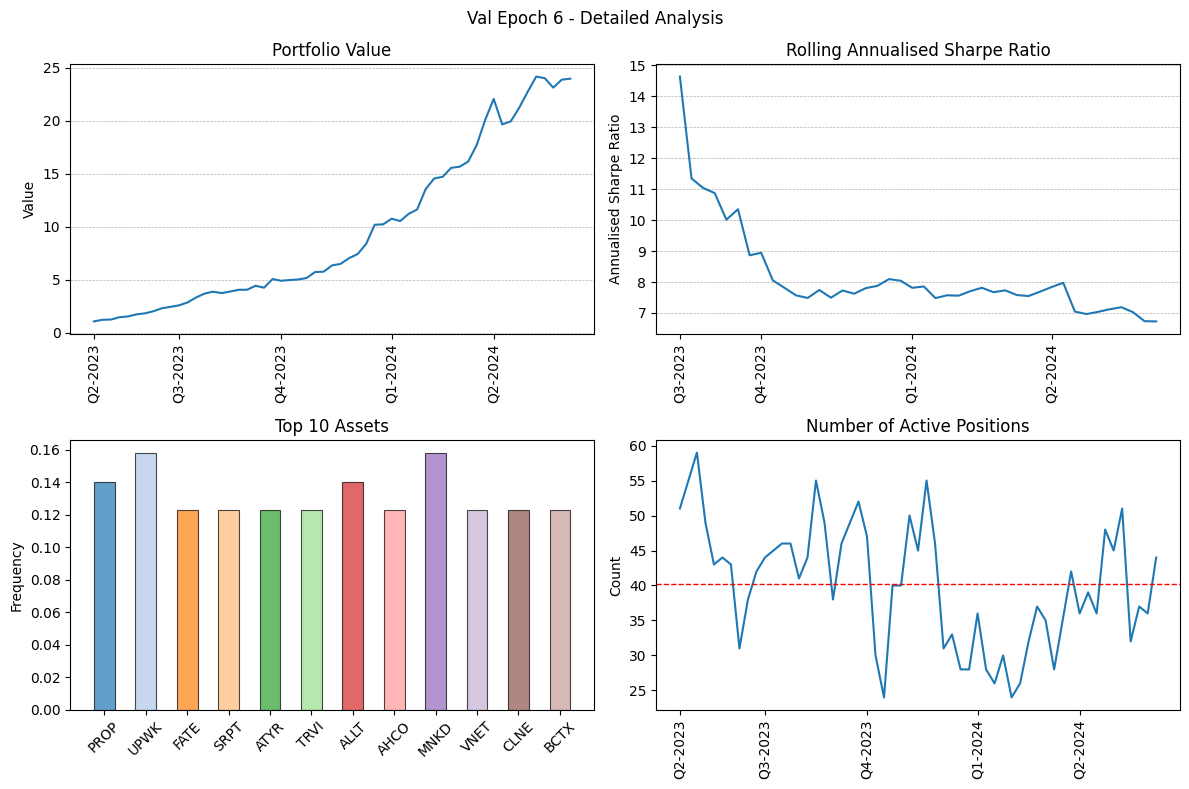 Val Epoch 6 - Detailed Analysis
Portfolio Value
Value
25
20
15
10
5
0
Q2-2023
Q3-2023
Q4-2023
Q1-2024
Q2-2024
Rolling Annualised Sharpe Ratio
Annualised Sharpe Ratio
15
14
13
12
11
10
9
8
7
Q3-2023
Q4-2023
Q1-2024
Q2-2024
Top 10 Assets
Frequency
0.16
0.14
0.12
0.10
0.08
0.06
0.04
0.02
0.00
PROP
UPWK
FATE
SRPT
ATYR
TRVI
ALLT
AHCO
MNKD
VNET
CLNE
BCTX
Number of Active Positions
Count
60
55
50
45
40
35
30
25
Q2-2023
Q3-2023
Q4-2023
Q1-2024
Q2-2024